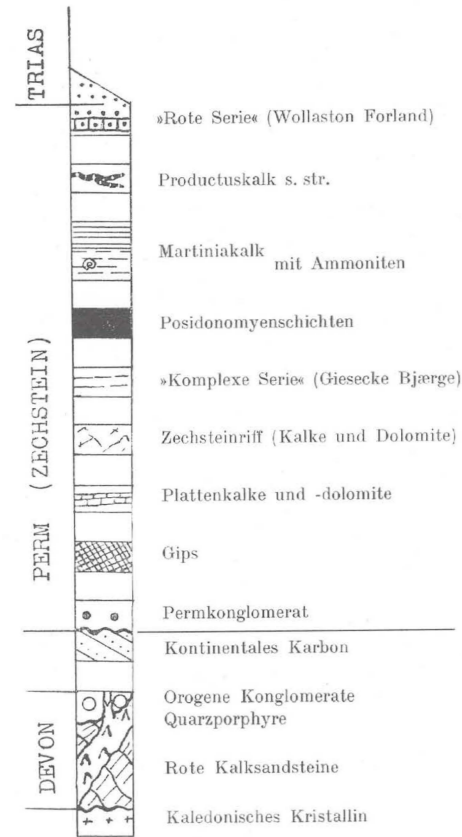 TRIAS
»Rote Serie« (Wollaston Forland)
Productuskalk s. str.
Martiniakalk
mit Ammoniten
Posidonomyenschichten
»Komplexe Serie« (Giesecke Bjærge)
Zechsteinriff (Kalke und Dolomite)
Plattenkalke und -dolomite
Gips
Permkonglomerat
PERM (ZECHSTEIN)
Kontinentales Karbon
Orogene Konglomerate
Quarzporphyre
Rote Kalksandsteine
DEVON
Kaledonisches Kristallin